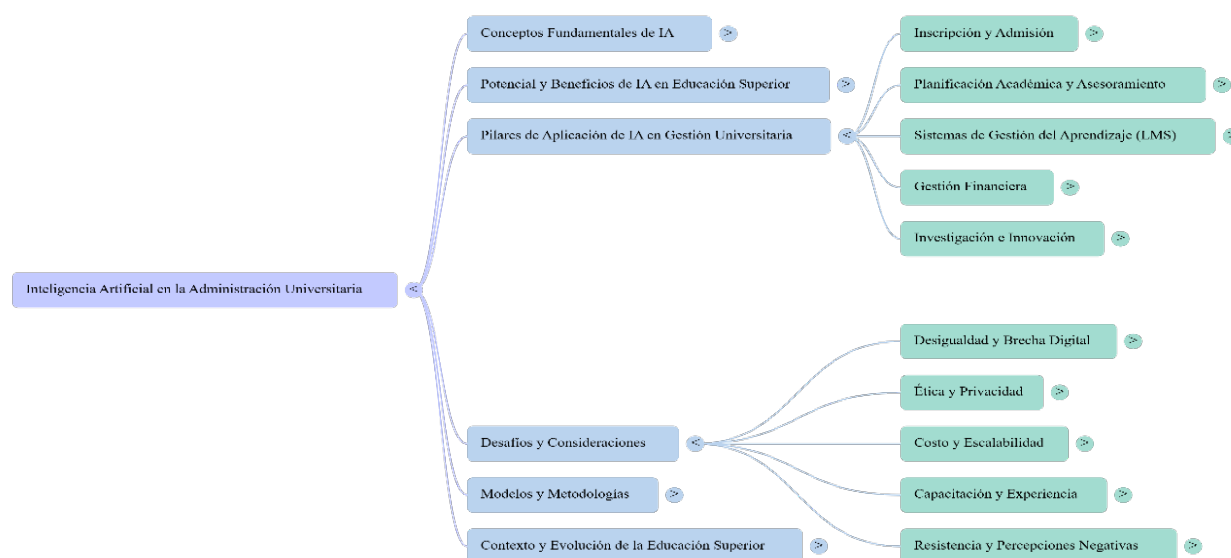 Inteligencia Artificial en la Administración Universitaria <
Conceptos Fundamentales de IA >
Potencial y Beneficios de IA en Educación Superior >
Pilares de Aplicación de IA en Gestión Universitaria <
Inscripción y Admisión >
Planificación Académica y Asesoramiento >
Sistemas de Gestión del Aprendizaje (LMS) >
Gestión Financiera >
Investigación e Innovación >
Desafíos y Consideraciones <
Desigualdad y Brecha Digital >
Ética y Privacidad >
Costo y Escalabilidad >
Capacitación y Experiencia >
Resistencia y Percepciones Negativas >
Modelos y Metodologías >
Contexto y Evolución de la Educación Superior >